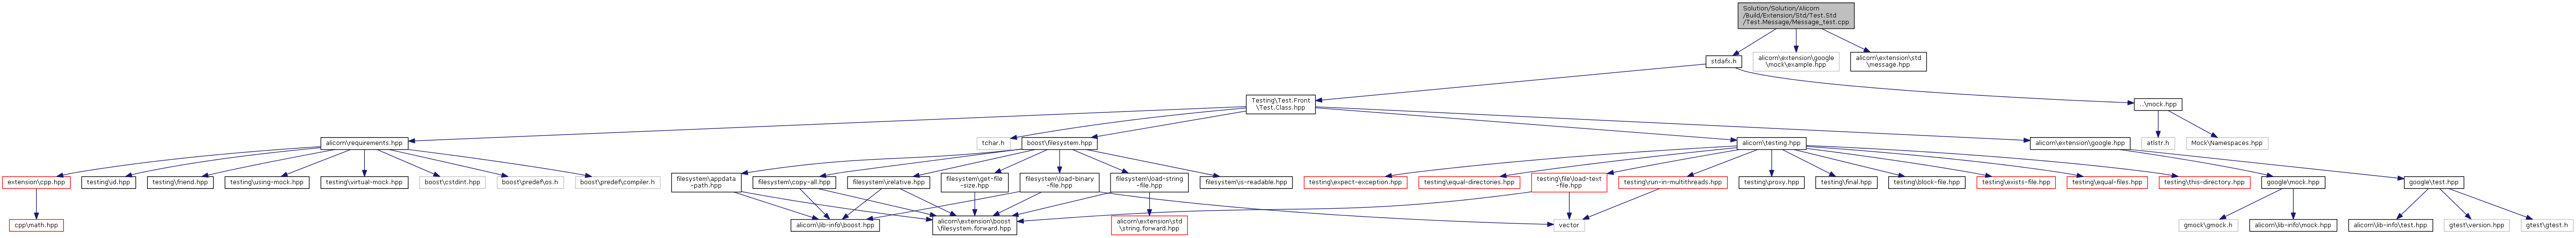 Solution/Solution/Alicorn
/Build/Extension/Std/Test.Std
/Test.Message/Message_test.cpp
stdafx.h
alicorn\extension\google
\mock\example.hpp
alicorn\extension\std
\message.hpp
Testing\Test.Front
\Test.Class.hpp
...\mock.hpp
alicorn\requirements.hpp
tchar.h
boost\filesystem.hpp
alicorn\testing.hpp
alicorn\extension\google.hpp
atlstr.h
Mock\Namespaces.hpp
extension\cpp.hpp
testing\d.hpp
testing\friend.hpp
testing\using-mock.hpp
testing\virtual-mock.hpp
boost\cstdint.hpp
boost\predef\os.h
boost\predef\compiler.h
filesystem\appdata
-path.hpp
filesystem\copy-all.hpp
filesystem\relative.hpp
filesystem\get-file
-size.hpp
filesystem\load-binary
-file.hpp
filesystem\load-string
-file.hpp
filesystem\is-readable.hpp
testing\expect-exception.hpp
testing\equal-directories.hpp
testing\file\load-text
-file.hpp
testing\run-in-multithreads.hpp
testing\proxy.hpp
testing\final.hpp
testing\block-file.hpp
testing\exists-file.hpp
testing\equal-files.hpp
testing\this-directory.hpp
google\mock.hpp
google\test.hpp
cpp\math.hpp
alicorn\lib-info\boost.hpp
alicorn\extension\boost
\filesystem.forward.hpp
alicorn\extension\std
\string.forward.hpp
vector
gmock\gmock.h
alicorn\lib-info\mock.hpp
alicorn\lib-info\test.hpp
gtest\version.hpp
gtest\gtest.h